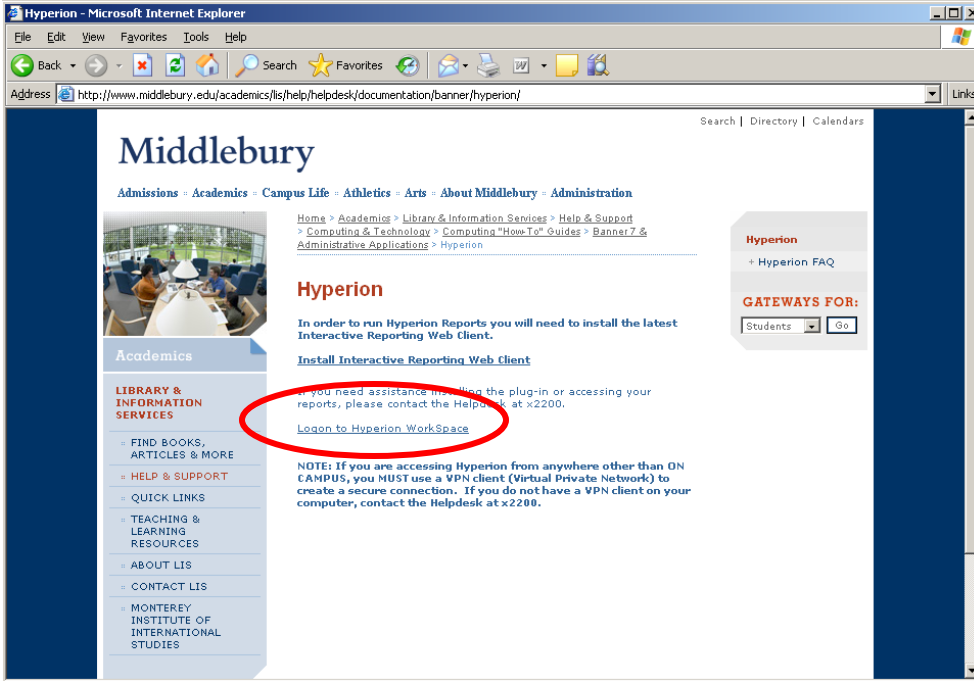 Hyperion - Microsoft Internet Explorer
File Edit View Favorites Tools Help
Back Search Favorites
Address http://www.middlebury.edu/academics/lis/help/helpdesk/documentation/banner/hyperion/ Links
Search | Directory | Calendars
Middlebury
Admissions Academics Campus Life Athletics Arts About Middlebury Administration
Home > Academics > Library & Information Services > Help & Support
> Computing & Technology > Computing "How-To" Guides > Banner 7 &
Administrative Applications > Hyperion
Hyperion
In order to run Hyperion Reports you will need to install the latest
Interactive Reporting Web Client.
Install Interactive Reporting Web Client
If you need assistance installing the plug-in or accessing your
reports, please contact the Helpdesk at x2200.
Logon to Hyperion WorkSpace
NOTE: If you are accessing Hyperion from anywhere other than ON
CAMPUS, you MUST use a VPN client (Virtual Private Network) to
create a secure connection. If you do not have a VPN client on your
computer, contact the Helpdesk at x2200.
Academics
LIBRARY &
INFORMATION
SERVICES
FIND BOOKS,
ARTICLES & MORE
HELP & SUPPORT
QUICK LINKS
TEACHING &
LEARNING
RESOURCES
ABOUT LIS
CONTACT LIS
MONTEREY
INSTITUTE OF
INTERNATIONAL
STUDIES
Hyperion
+ Hyperion FAQ
GATEWAYS FOR:
Students Go